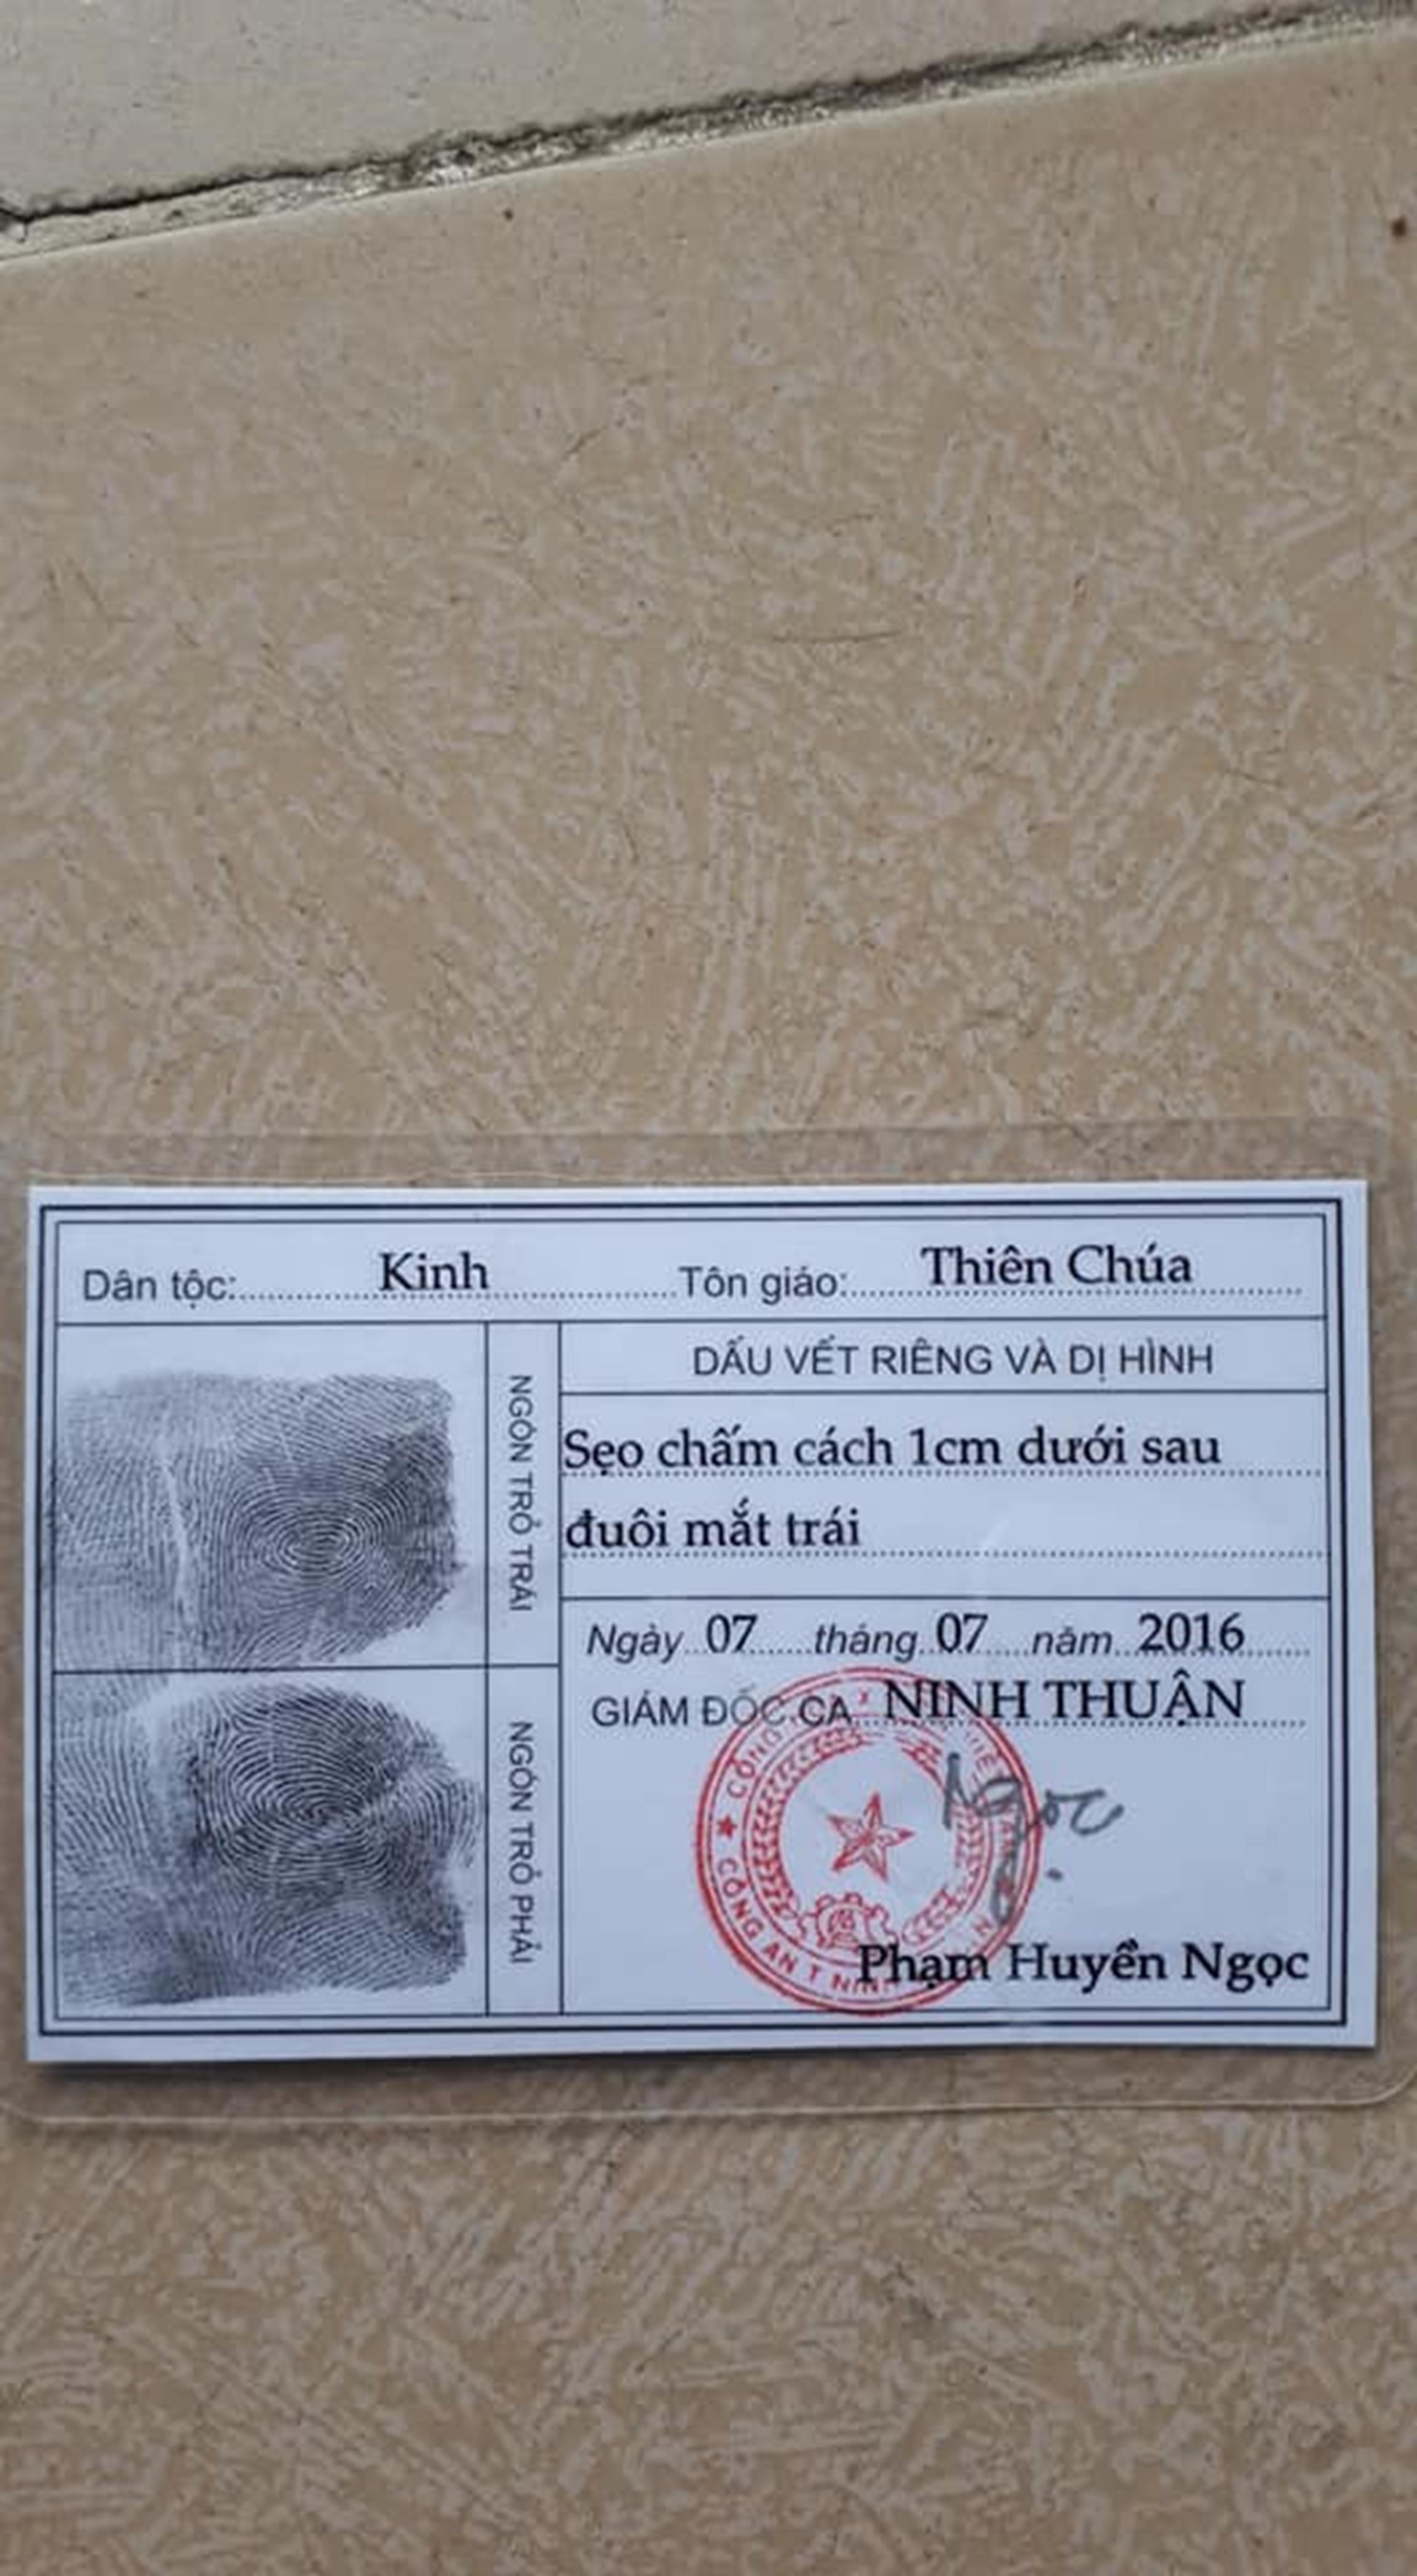 Dân tộc: Kinh Tôn giáo: Thiên Chúa
NGÓN TRỎ TRÁI
DẤU VẾT RIÊNG VÀ DỊ HÌNH
Sẹo chấm cách 1cm dưới sau
đuôi mắt trái
NGÓN TRỎ PHẢI
Ngày 07 tháng 07 năm 2016
GIÁM ĐỐC CA NINH THUẬN
CÔNG AN T NINH
Ngọc
Phạm Huyền Ngọc